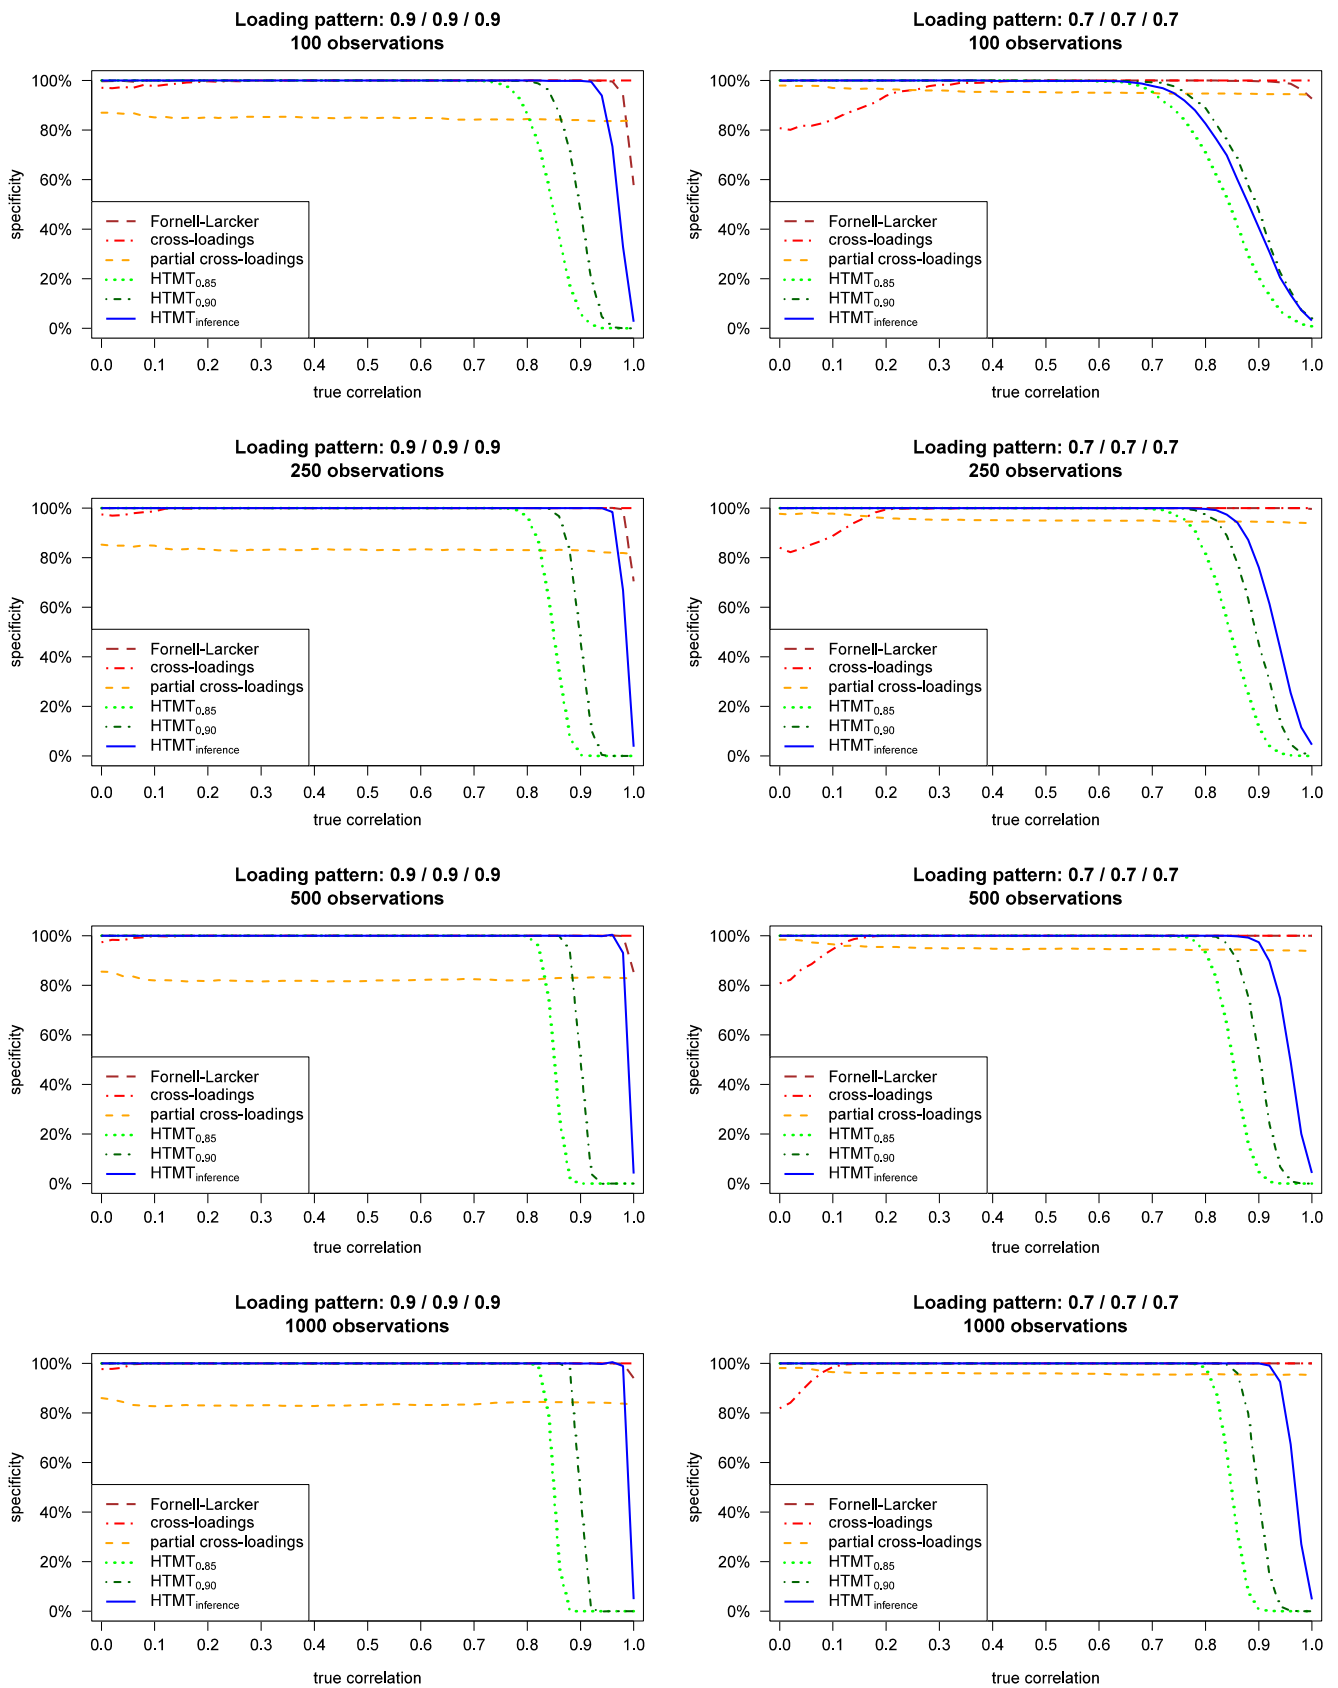 Loading pattern: 0.9 / 0.9 / 0.9
100 observations
100%
80%
60%
40%
20%
0%
specificity
Fornell-Larcker
cross-loadings
partial cross-loadings
HTMT0.85
HTMT0.90
HTMTinference
0.0 0.1 0.2 0.3 0.4 0.5 0.6 0.7 0.8 0.9 1.0
true correlation
Loading pattern: 0.7 / 0.7 / 0.7
100 observations
100%
80%
60%
40%
20%
0%
specificity
Fornell-Larcker
cross-loadings
partial cross-loadings
HTMT0.85
HTMT0.90
HTMTinference
0.0 0.1 0.2 0.3 0.4 0.5 0.6 0.7 0.8 0.9 1.0
true correlation
Loading pattern: 0.9 / 0.9 / 0.9
250 observations
100%
80%
60%
40%
20%
0%
specificity
Fornell-Larcker
cross-loadings
partial cross-loadings
HTMT0.85
HTMT0.90
HTMTinference
0.0 0.1 0.2 0.3 0.4 0.5 0.6 0.7 0.8 0.9 1.0
true correlation
Loading pattern: 0.7 / 0.7 / 0.7
250 observations
100%
80%
60%
40%
20%
0%
specificity
Fornell-Larcker
cross-loadings
partial cross-loadings
HTMT0.85
HTMT0.90
HTMTinference
0.0 0.1 0.2 0.3 0.4 0.5 0.6 0.7 0.8 0.9 1.0
true correlation
Loading pattern: 0.9 / 0.9 / 0.9
500 observations
100%
80%
60%
40%
20%
0%
specificity
Fornell-Larcker
cross-loadings
partial cross-loadings
HTMT0.85
HTMT0.90
HTMTinference
0.0 0.1 0.2 0.3 0.4 0.5 0.6 0.7 0.8 0.9 1.0
true correlation
Loading pattern: 0.7 / 0.7 / 0.7
500 observations
100%
80%
60%
40%
20%
0%
specificity
Fornell-Larcker
cross-loadings
partial cross-loadings
HTMT0.85
HTMT0.90
HTMTinference
0.0 0.1 0.2 0.3 0.4 0.5 0.6 0.7 0.8 0.9 1.0
true correlation
Loading pattern: 0.9 / 0.9 / 0.9
1000 observations
100%
80%
60%
40%
20%
0%
specificity
Fornell-Larcker
cross-loadings
partial cross-loadings
HTMT0.85
HTMT0.90
HTMTinference
0.0 0.1 0.2 0.3 0.4 0.5 0.6 0.7 0.8 0.9 1.0
true correlation
Loading pattern: 0.7 / 0.7 / 0.7
1000 observations
100%
80%
60%
40%
20%
0%
specificity
Fornell-Larcker
cross-loadings
partial cross-loadings
HTMT0.85
HTMT0.90
HTMTinference
0.0 0.1 0.2 0.3 0.4 0.5 0.6 0.7 0.8 0.9 1.0
true correlation